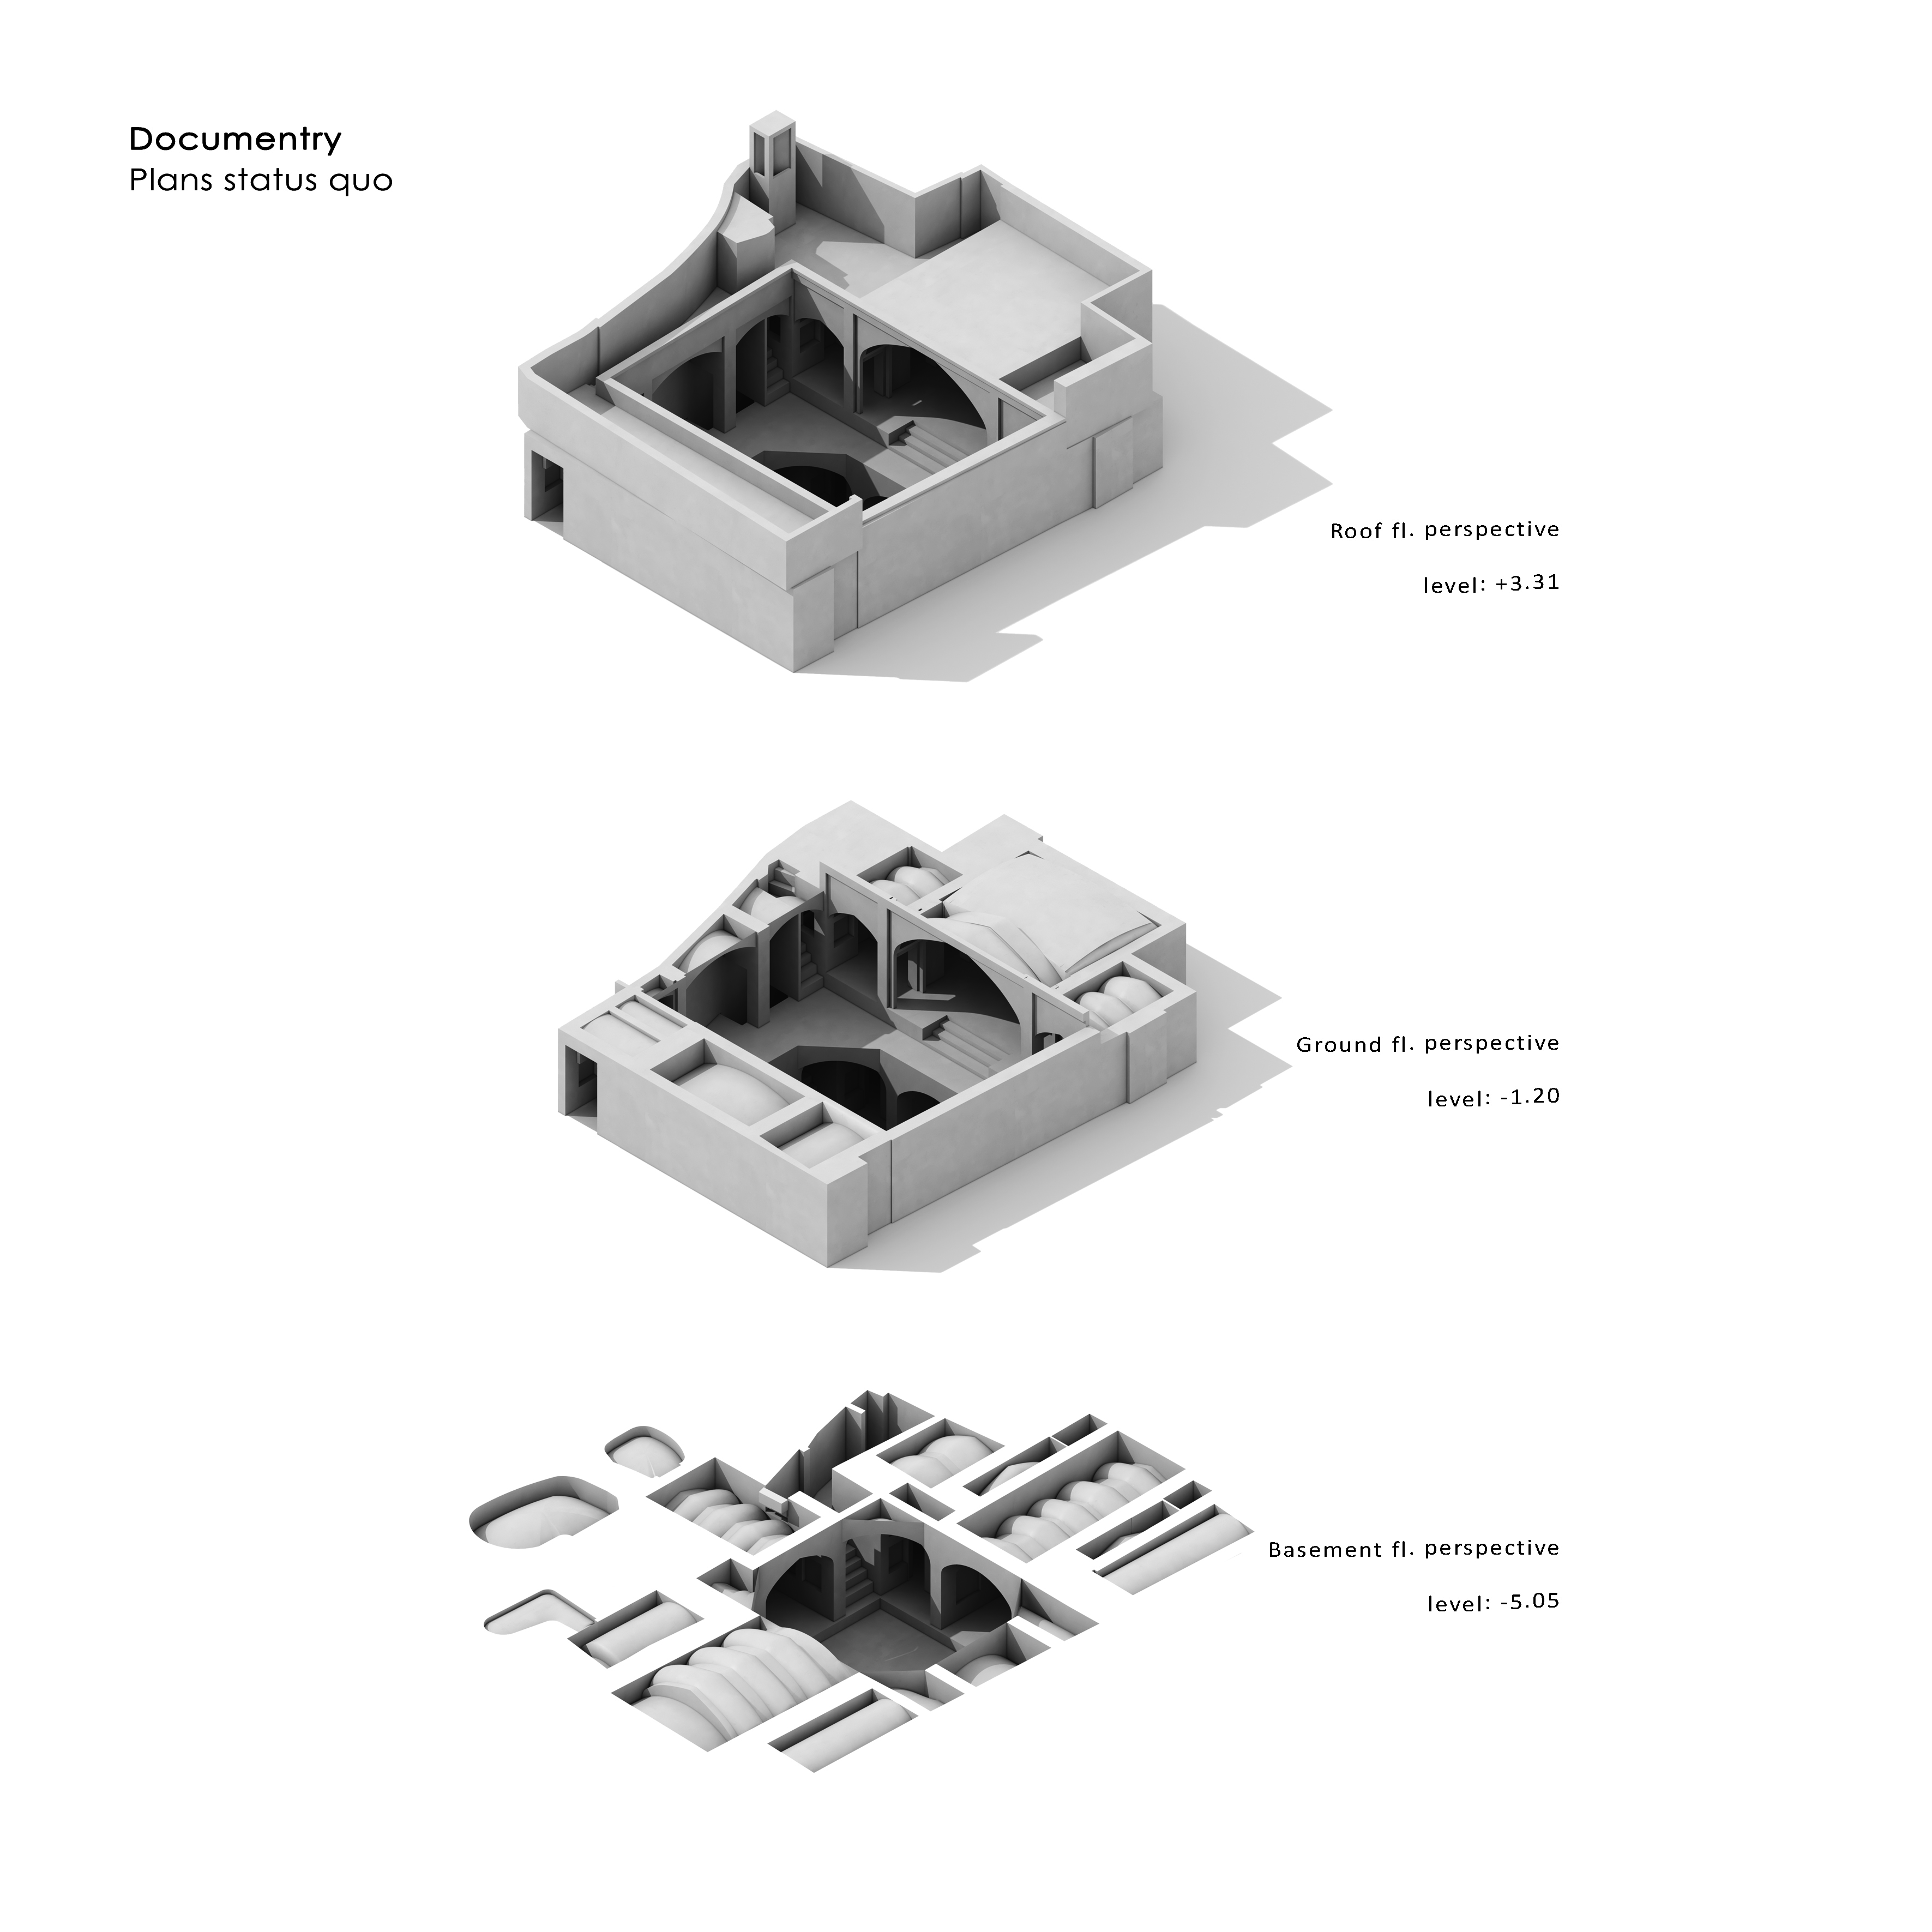 Documentry
Plans status quo
Roof fl. perspective
level: +3.31
Ground fl. perspective
level: -1.20
Basement fl. perspective
level: -5.05